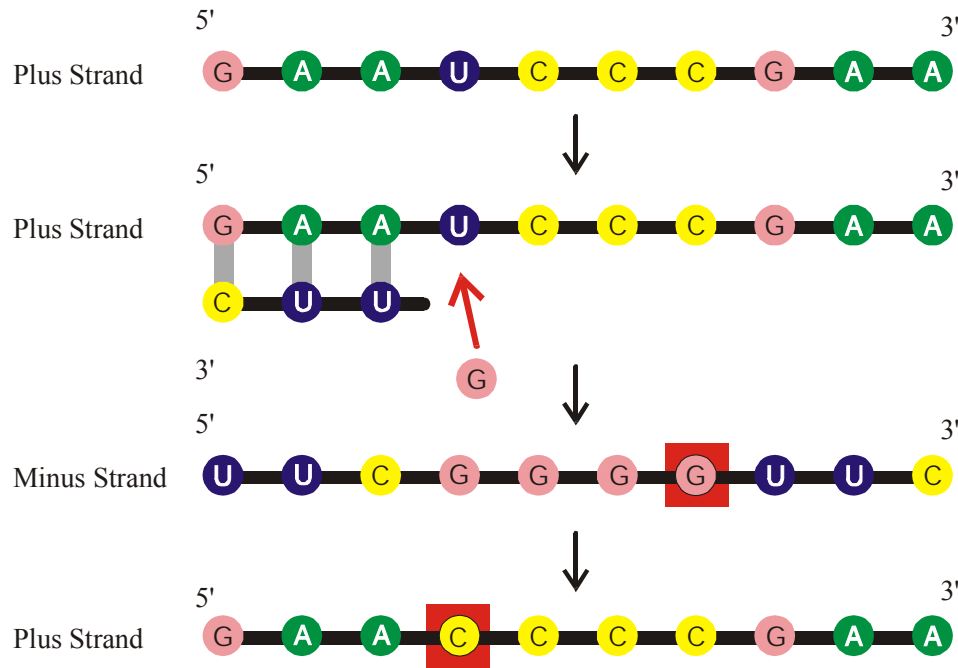 5' 3'
Plus Strand G A A U C C C G A A
5' 3'
Plus Strand G A A U C C C G A A
C U U
3' G
5' 3'
Minus Strand U U C G G G G U U C
5' 3'
Plus Strand G A A C C C C G A A